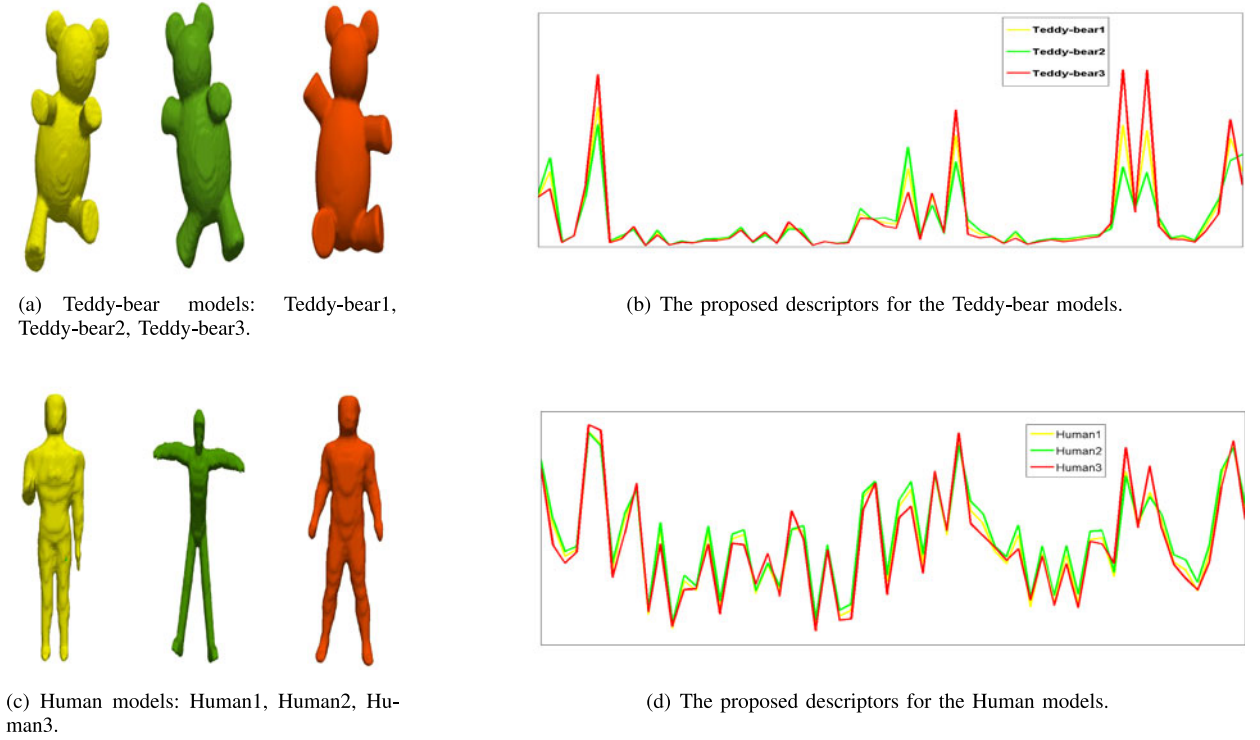 Teddy-bear1
Teddy-bear2
Teddy-bear3
(a) Teddy-bear models: Teddy-bear1,
Teddy-bear2, Teddy-bear3.
(b) The proposed descriptors for the Teddy-bear models.
Human1
Human2
Human3
(c) Human models: Human1, Human2, Hu-
man3.
(d) The proposed descriptors for the Human models.